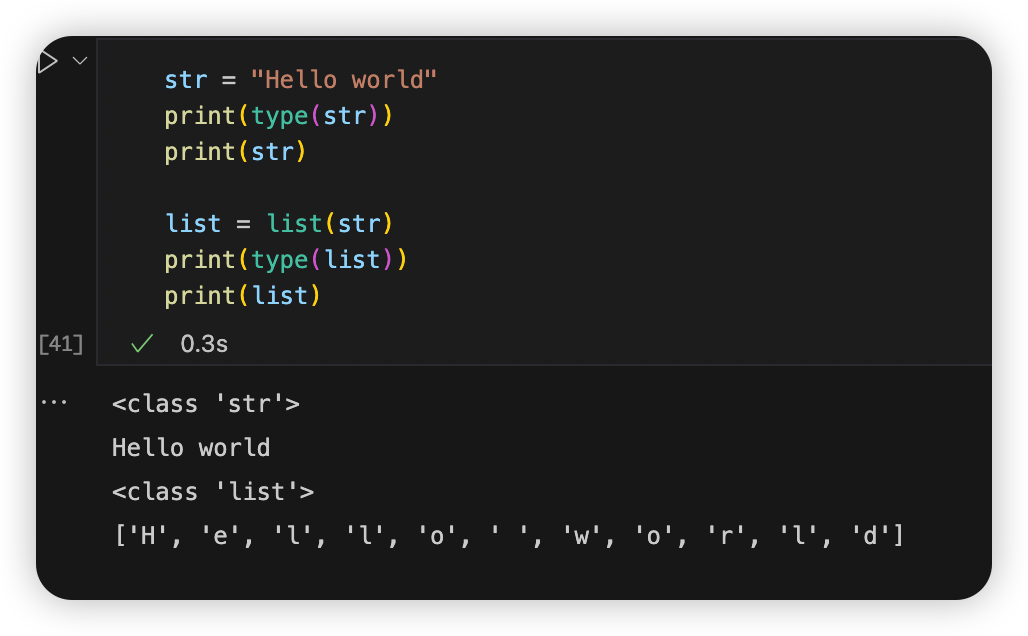 str = "Hello world"
print(type(str))
print(str)
list = list(str)
print(type(list))
print(list)
[41] 0.3s
<class 'str'>
Hello world
<class 'list'>
['H', 'e', 'l', 'l', 'o', ' ', 'w', 'o', 'r', 'l', 'd']